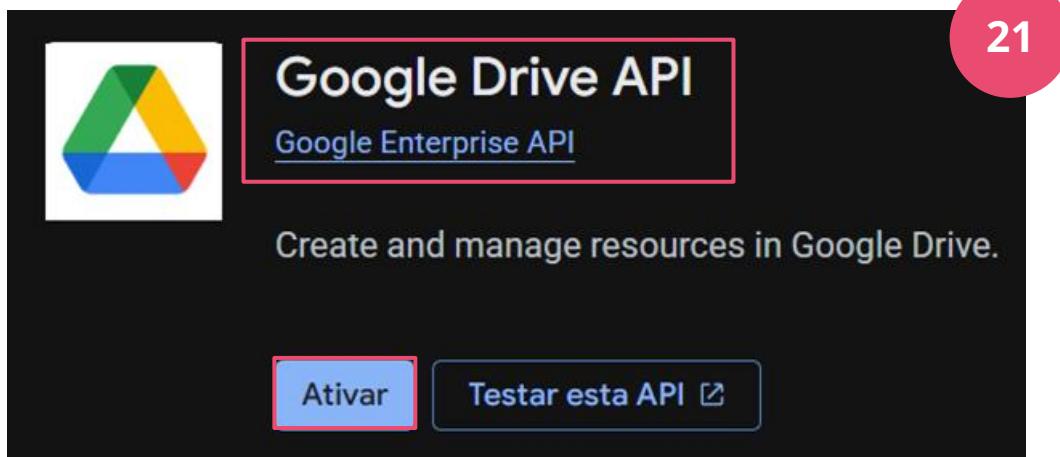 21
Google Drive API
Google Enterprise API
Create and manage resources in Google Drive.
Ativar
Testar esta API